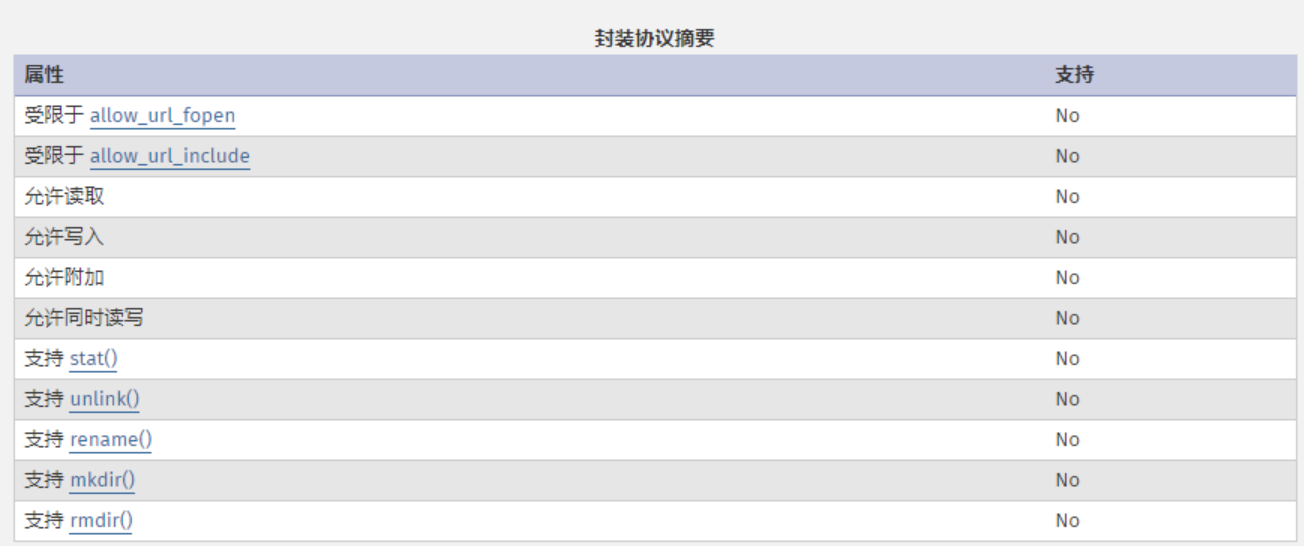 封装协议摘要
属性 支持
受限于 allow_url_fopen No
受限于 allow_url_include No
允许读取 No
允许写入 No
允许附加 No
允许同时读写 No
支持 stat() No
支持 unlink() No
支持 rename() No
支持 mkdir() No
支持 rmdir() No